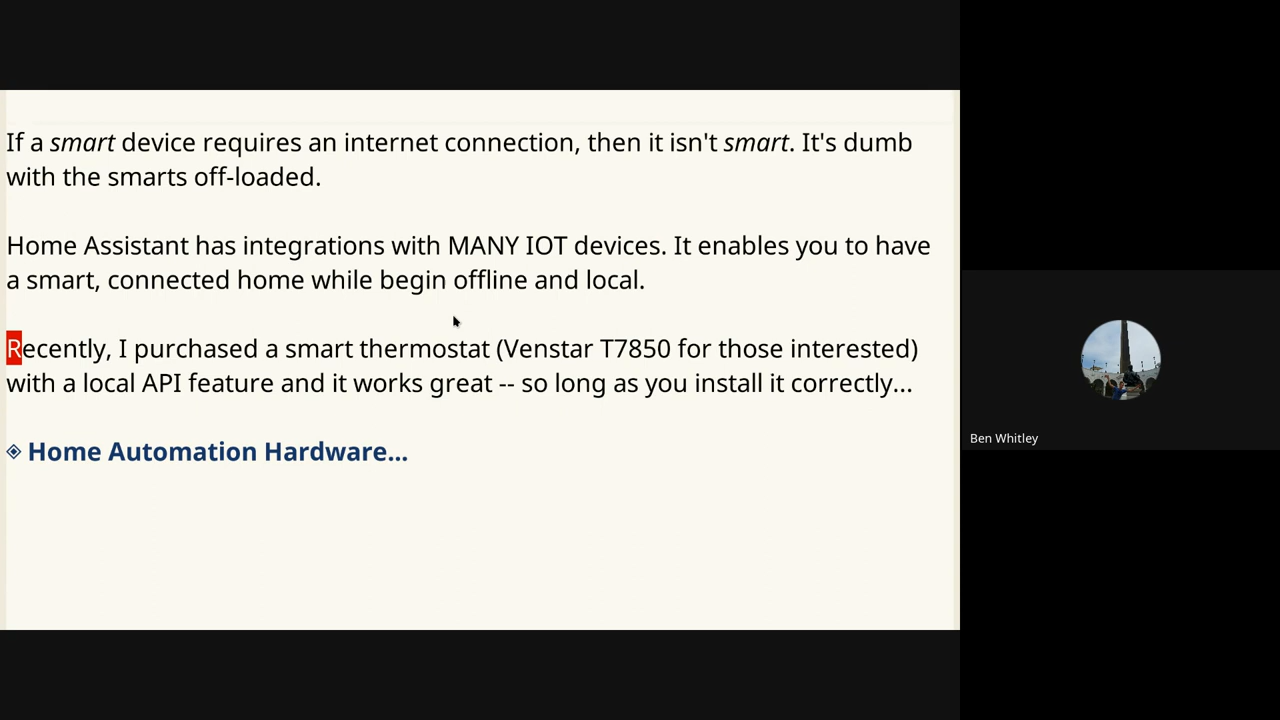 If a smart device requires an internet connection, then it isn't smart. It's dumb
with the smarts off-loaded.
Home Assistant has integrations with MANY IOT devices. It enables you to have
a smart, connected home while begin offline and local.
Recently, I purchased a smart thermostat (Venstar T7850 for those interested)
with a local API feature and it works great -- so long as you install it correctly...
Home Automation Hardware...
Ben Whitley